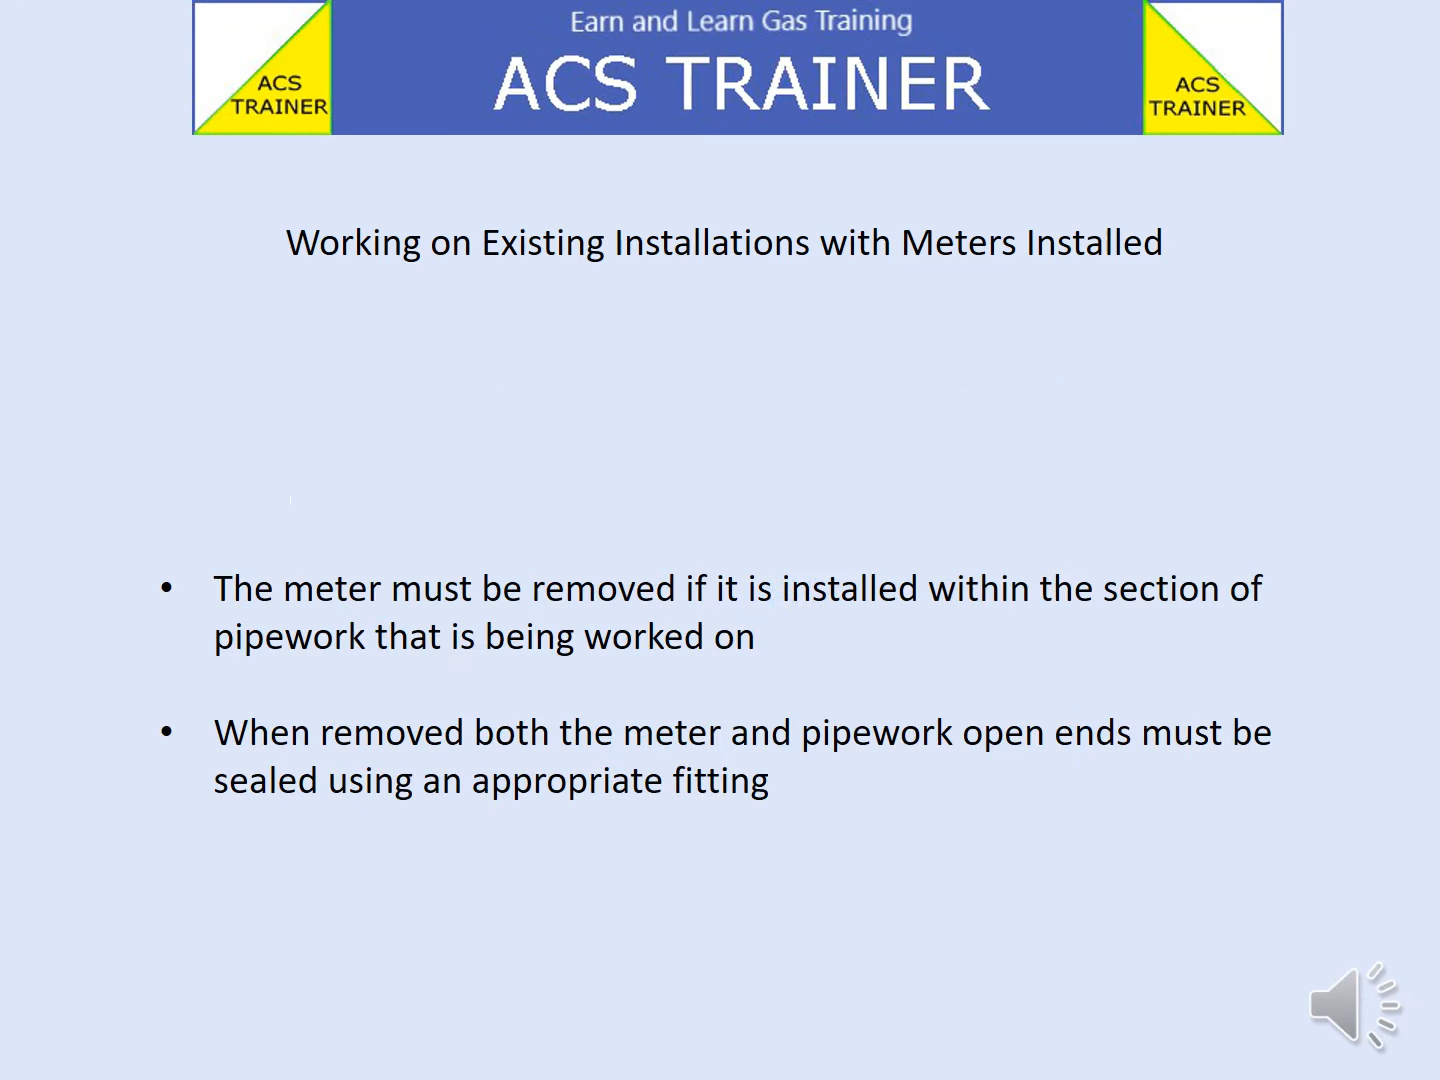 Earn and Learn Gas Training
ACS TRAINER
ACS
TRAINER
ACS
TRAINER
Working on Existing Installations with Meters Installed
• The meter must be removed if it is installed within the section of
pipework that is being worked on
• When removed both the meter and pipework open ends must be
sealed using an appropriate fitting